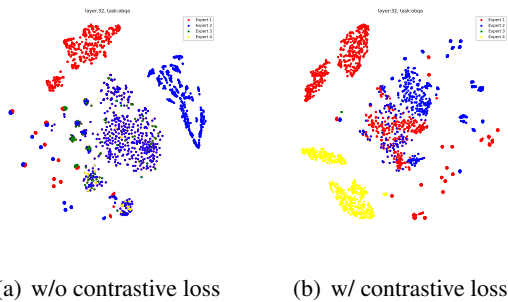 layer:32, task:obqa
Expert 1
Expert 2
Expert 3
Expert 4
layer:32, task:obqa
Expert 1
Expert 2
Expert 3
Expert 4
a) w/o contrastive loss
(b) w/ contrastive loss